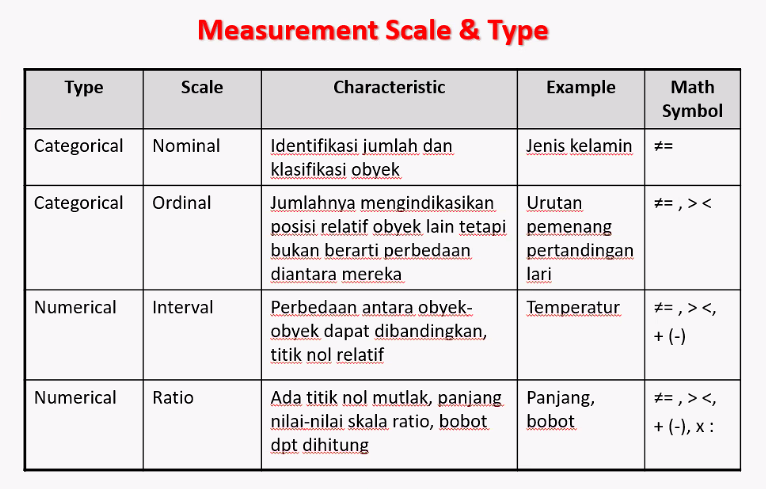 Measurement Scale & Type
Type Scale Characteristic Example Math
Symbol
Categorical Nominal Identifikasi jumlah dan Jenis kelamin ≠=
klasifikasi obyek
Categorical Ordinal Jumlahnya mengindikasikan Urutan ≠= , > <
posisi relatif obyek lain tetapi pemenang
bukan berarti perbedaan pertandingan
diantara mereka lari
Numerical Interval Perbedaan antara obyek- Temperatur ≠= , > <,
obyek dapat dibandingkan, + (-)
titik nol relatif
Numerical Ratio Ada titik nol mutlak, panjang Panjang, ≠= , > <,
nilai-nilai skala ratio, bobot bobot + (-), x :
dpt dihitung